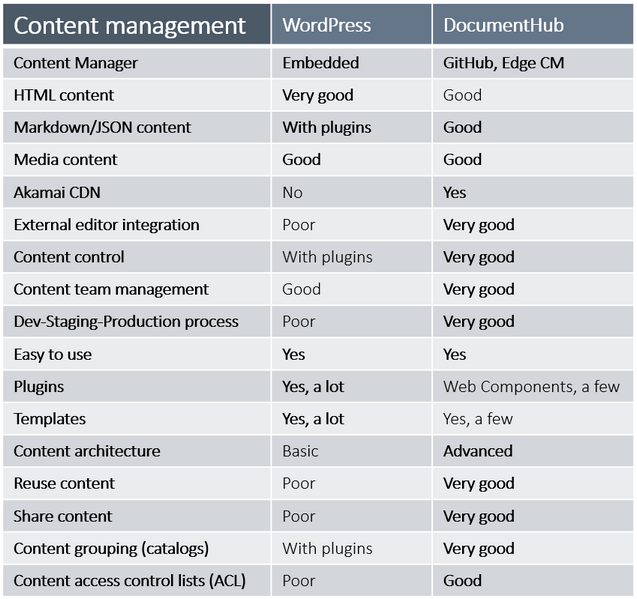 Content management WordPress DocumentHub
Content Manager Embedded GitHub, Edge CM
HTML content Very good Good
Markdown/JSON content With plugins Good
Media content Good Good
Akamai CDN No Yes
External editor integration Poor Very good
Content control With plugins Very good
Content team management Good Very good
Dev-Staging-Production process Poor Very good
Easy to use Yes Yes
Plugins Yes, a lot Web Components, a few
Templates Yes, a lot Yes, a few
Content architecture Basic Advanced
Reuse content Poor Very good
Share content Poor Very good
Content grouping (catalogs) With plugins Very good
Content access control lists (ACL) Poor Good